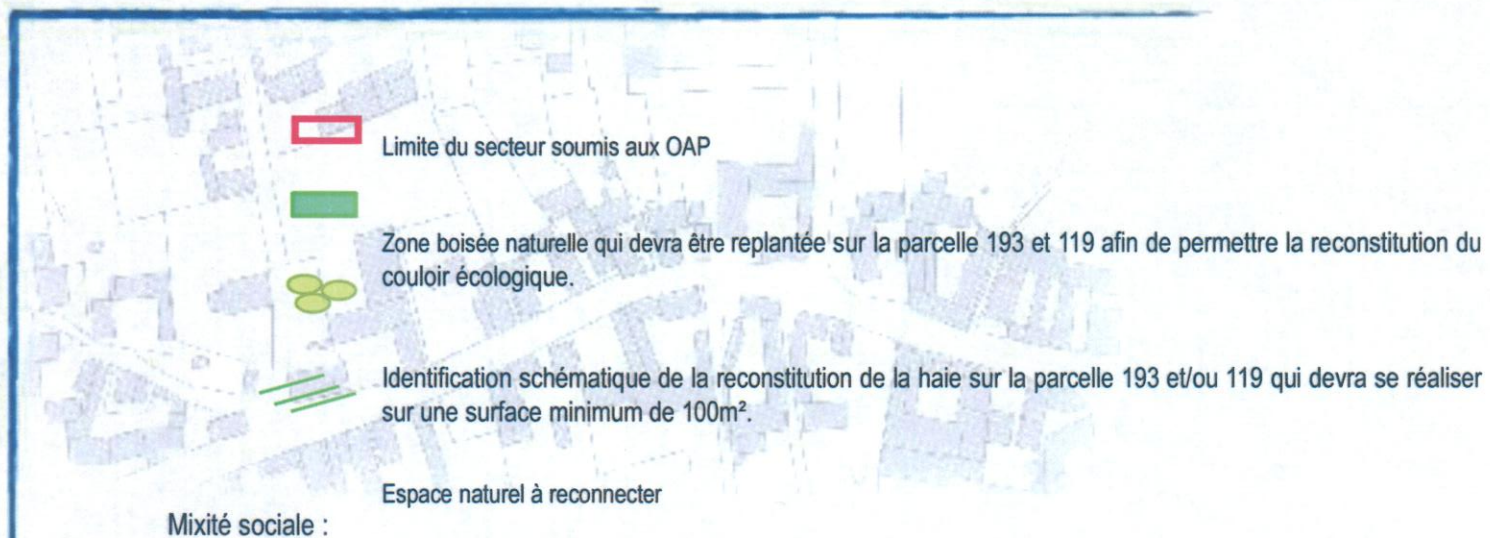 Limite du secteur soumis aux OAP
Zone boisée naturelle qui devra être replantée sur la parcelle 193 et 119 afin de permettre la reconstitution du
couloir écologique.
Identification schématique de la reconstitution de la haie sur la parcelle 193 et/ou 119 qui devra se réaliser
sur une surface minimum de 100m².
Espace naturel à reconnecter
Mixité sociale :